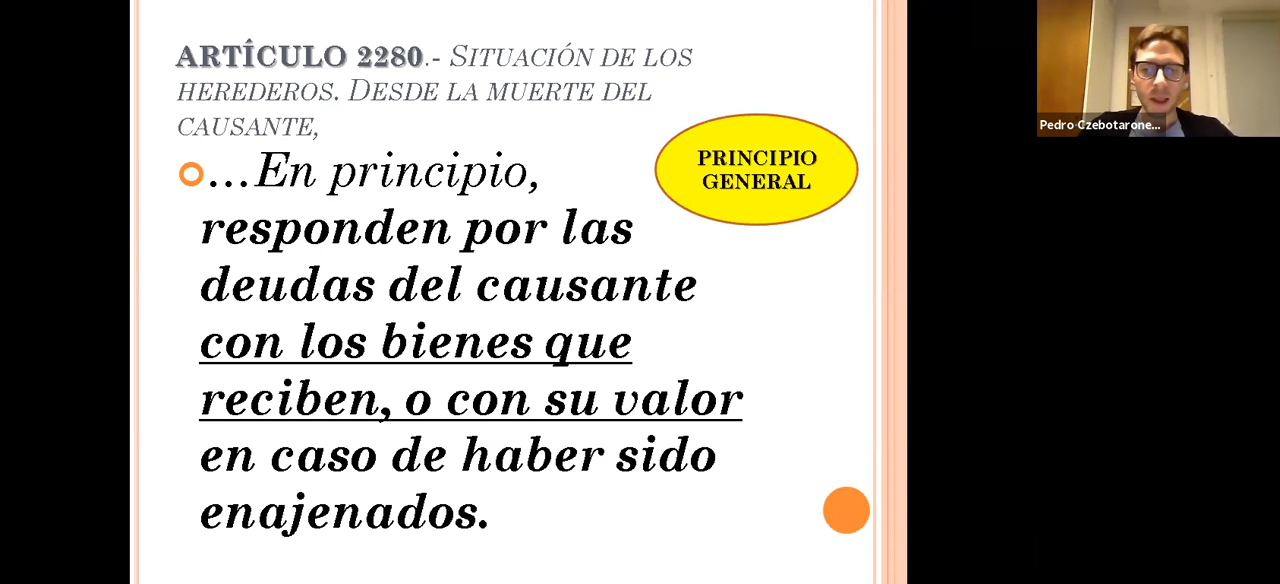 ARTÍCULO 2280.- SITUACIÓN DE LOS
HEREDEROS. DESDE LA MUERTE DEL
CAUSANTE,
...En principio,
responden por las
deudas del causante
con los bienes que
reciben, o con su valor
en caso de haber sido
enajenados.
PRINCIPIO
GENERAL
Pedro Czebotarone...